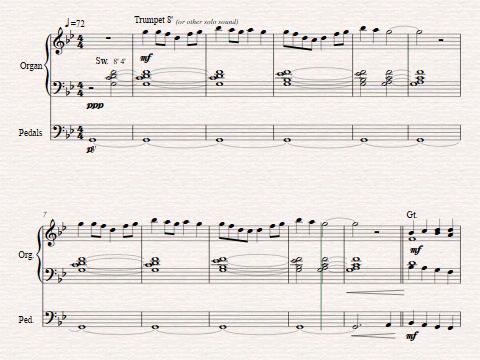 ♩=72
Trumpet 8' (or other solo sound)
Organ
Sw. 8' 4'
mf
ppp
Pedals
p
7
Gt.
Org.
mf
Ped.
mf